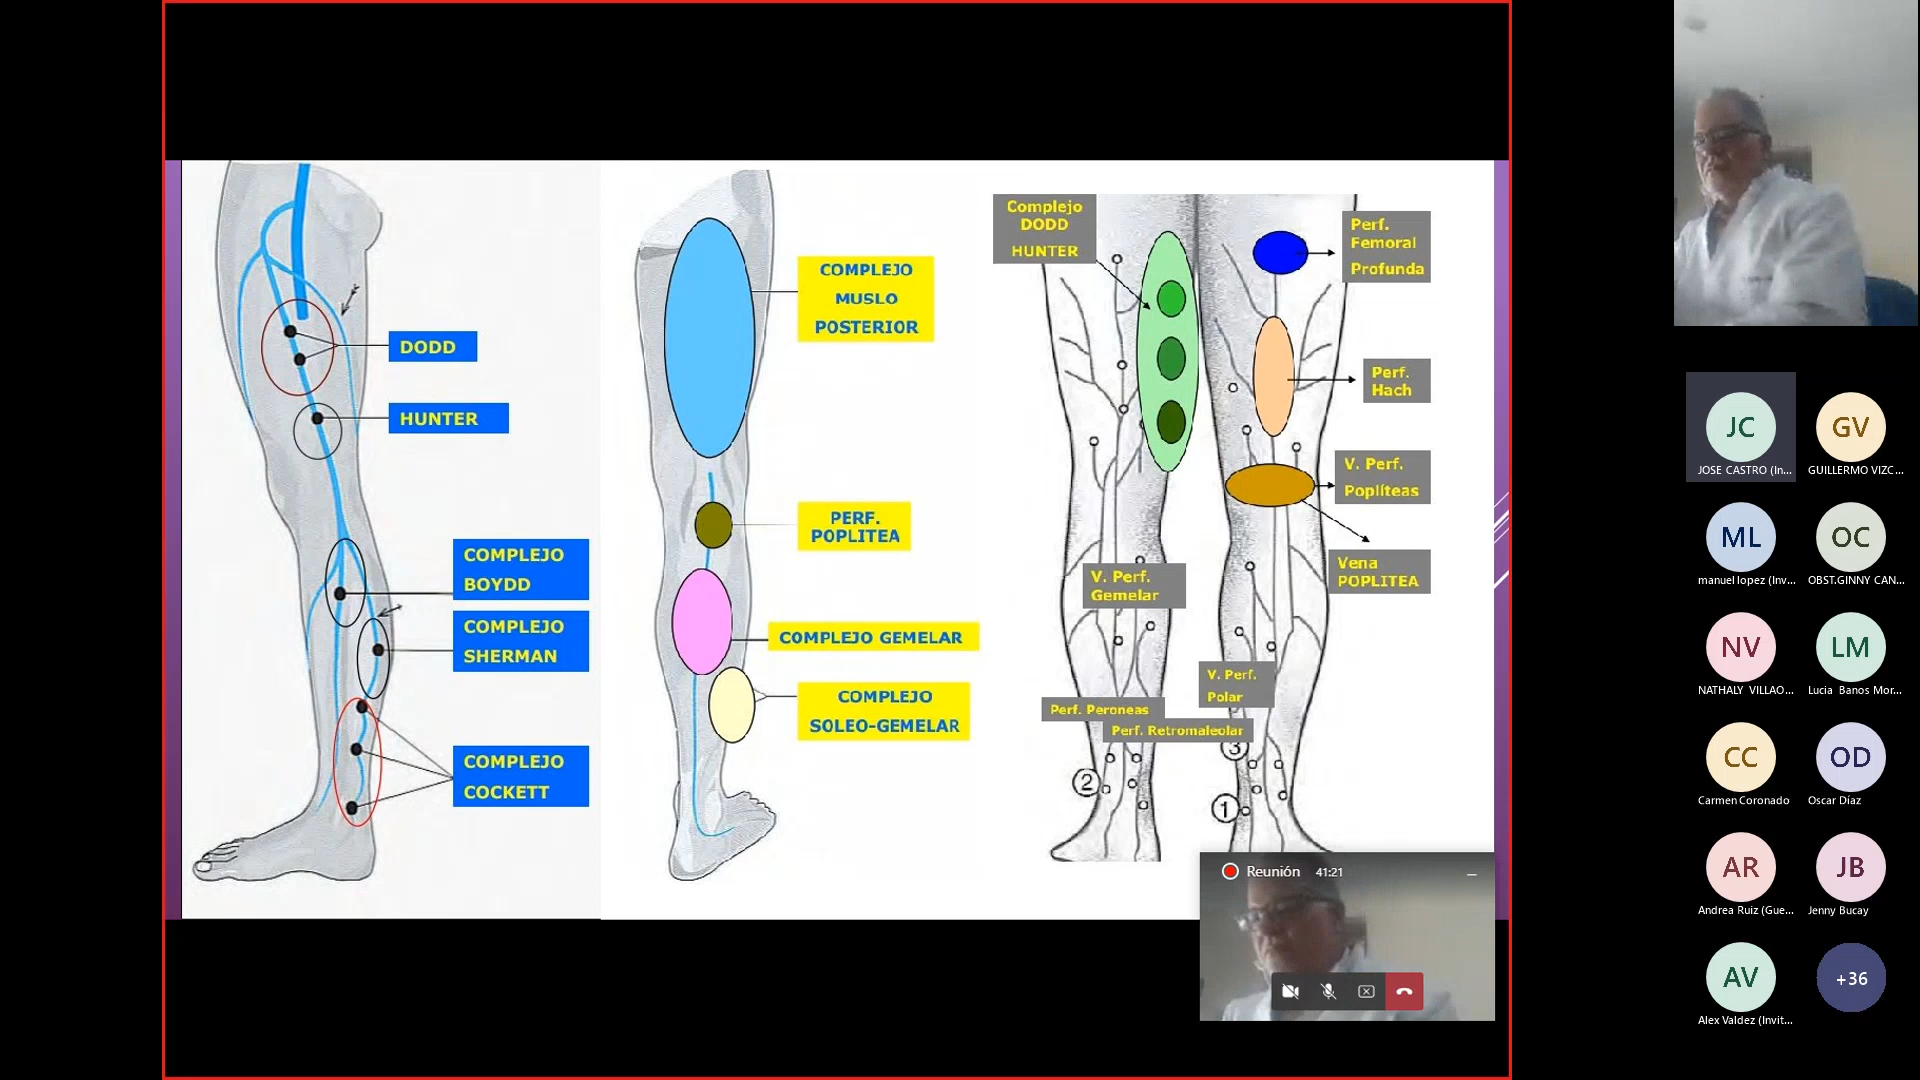 DODD
HUNTER
COMPLEJO
BOYDD
COMPLEJO
SHERMAN
COMPLEJO
COCKETT
COMPLEJO
MUSLO
POSTERIOR
PERF.
POPLITEA
COMPLEJO GEMELAR
COMPLEJO
SOLEO-GEMELAR
Complejo
DODD
HUNTER
Perf.
Femoral
Profunda
Perf.
Hach
V. Perf.
Poplíteas
Vena
POPLITEA
V. Perf.
Gemelar
V. Perf.
Polar
Perf. Peroneas
Perf. Retromaleolar
3
2
1
Reunión 41:21
JC
JOSE CASTRO (In...
GV
GUILLERMO VIZC...
ML
manuel lopez (Inv...
OC
OBST.GINNY CAN...
NV
NATHALY VILLAO...
LM
Lucia Banos Mor...
CC
Carmen Coronado
OD
Oscar Díaz
AR
Andrea Ruiz (Gue...
JB
Jenny Bucay
AV
Alex Valdez (Invit...
+36